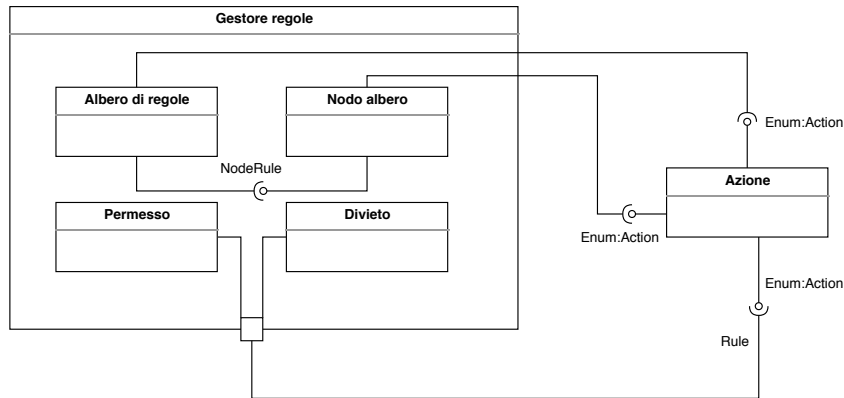 Gestore regole
Albero di regole
Nodo albero
Enum:Action
NodeRule
Azione
Permesso
Divieto
Enum:Action
Enum:Action
Rule